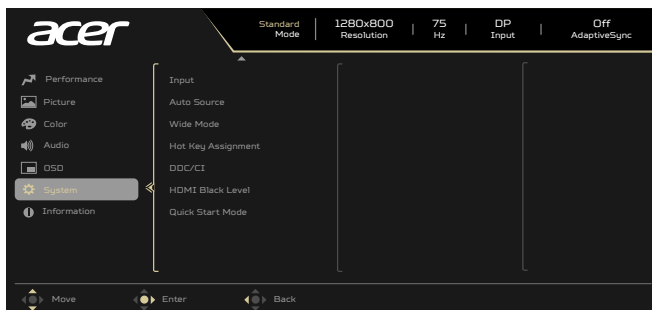 acer
Standard Mode
1280x800 Resolution
75 Hz
DP Input
Off AdaptiveSync
Performance
Picture
Color
Audio
OSD
System
Information
Input
Auto Source
Wide Mode
Hot Key Assignment
DDC/CI
HDMI Black Level
Quick Start Mode
Move
Enter
Back